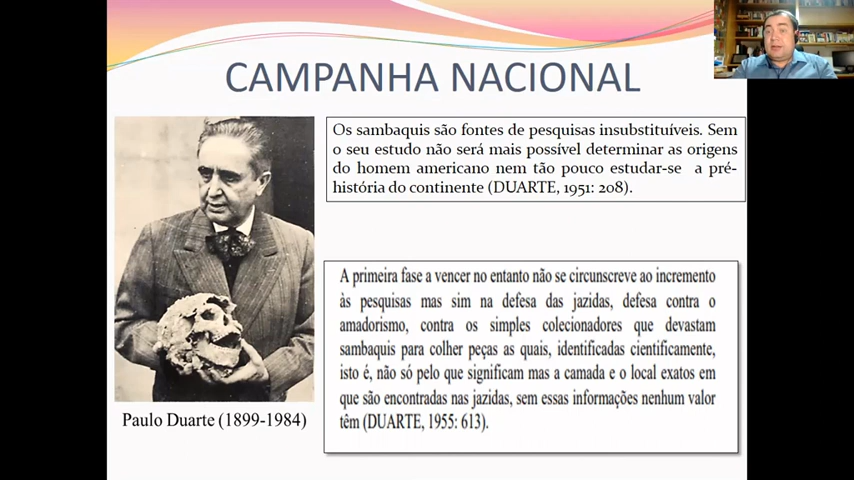 CAMPANHA NACIONAL
Os sambaquis são fontes de pesquisas insubstituíveis. Sem
o seu estudo não será mais possível determinar as origens
do homem americano nem tão pouco estudar-se a pré-
história do continente (DUARTE, 1951: 208).
A primeira fase a vencer no entanto não se circunscreve ao incremento
às pesquisas mas sim na defesa das jazidas, defesa contra o
amadorismo, contra os simples colecionadores que devastam
sambaquis para colher peças as quais, identificadas cientificamente,
isto é, não só pelo que significam mas a camada e o local exatos em
que são encontradas nas jazidas, sem essas informações nenhum valor
têm (DUARTE, 1955: 613).
Paulo Duarte (1899-1984)